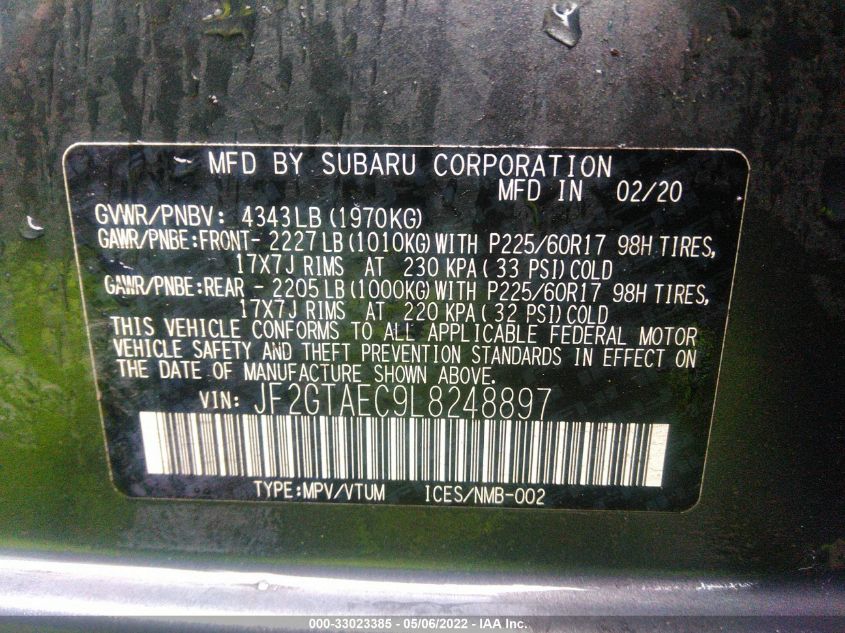 MFD BY SUBARU CORPORATION
MFD IN 02/20
GVWR/PNBV: 4343LB(1970KG)
GAWR/PNBE:FRONT- 2227LB(1010KG)WITH P225/60R17 98H TIRES,
17X7J RIMS AT 230 KPA(33 PSI)COLD
GAWR/PNBE:REAR - 2205LB(1000KG)WITH P225/60R17 98H TIRES,
17X7J RIMS AT 220 KPA(32 PSI)COLD
THIS VEHICLE CONFORMS TO ALL APPLICABLE FEDERAL MOTOR
VEHICLE SAFETY AND THEFT PREVENTION STANDARDS IN EFFECT ON
THE DATE OF MANUFACTURE SHOWN ABOVE.
VIN: JF2GTAEC9L8248897
TYPE:MPV/VTUM ICES/NMB-002
000-33023385 - 05/06/2022 - IAA Inc.